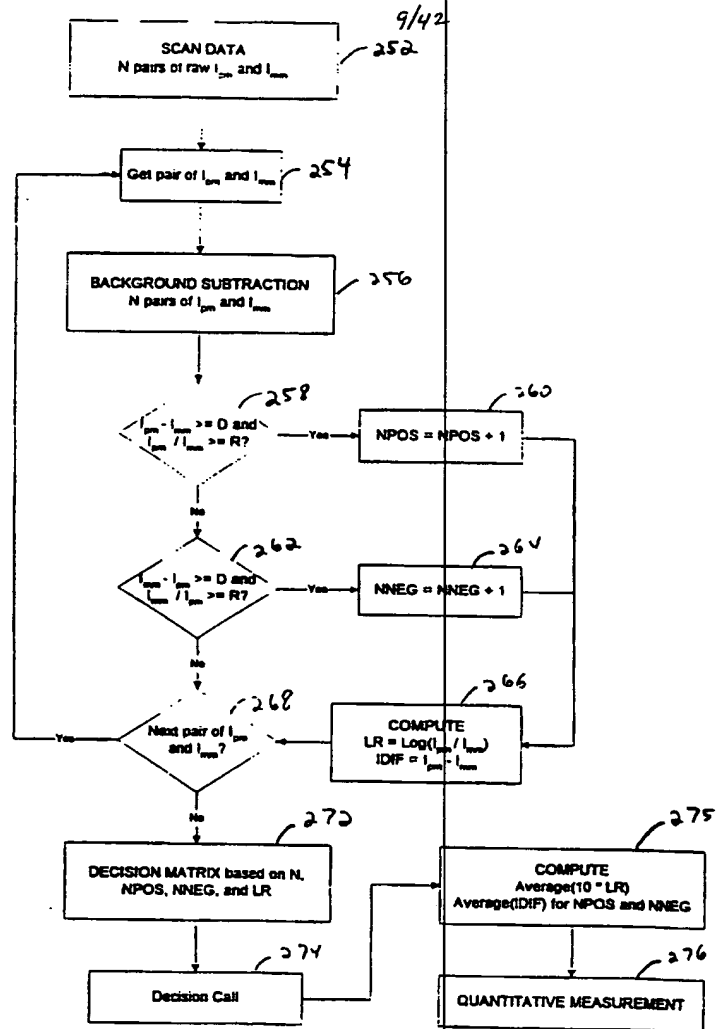 9/42
SCAN DATA
N pairs of raw I_pm and I_mm
252
Get pair of I_pm and I_mm
254
BACKGROUND SUBTRACTION
N pairs of I_pm and I_mm
256
I_pm - I_mm >= D and
I_pm / I_mm >= R?
258
Yes
NPOS = NPOS + 1
260
No
I_mm - I_pm >= D and
I_mm / I_pm >= R?
262
Yes
NNEG = NNEG + 1
264
No
Next pair of I_pm
and I_mm?
268
Yes
COMPUTE
LR = Log(I_pm / I_mm)
IDIF = I_pm - I_mm
266
No
DECISION MATRIX based on N,
NPOS, NNEG, and LR
272
COMPUTE
Average(10 * LR)
Average(IDIF) for NPOS and NNEG
275
Decision Call
274
QUANTITATIVE MEASUREMENT
276